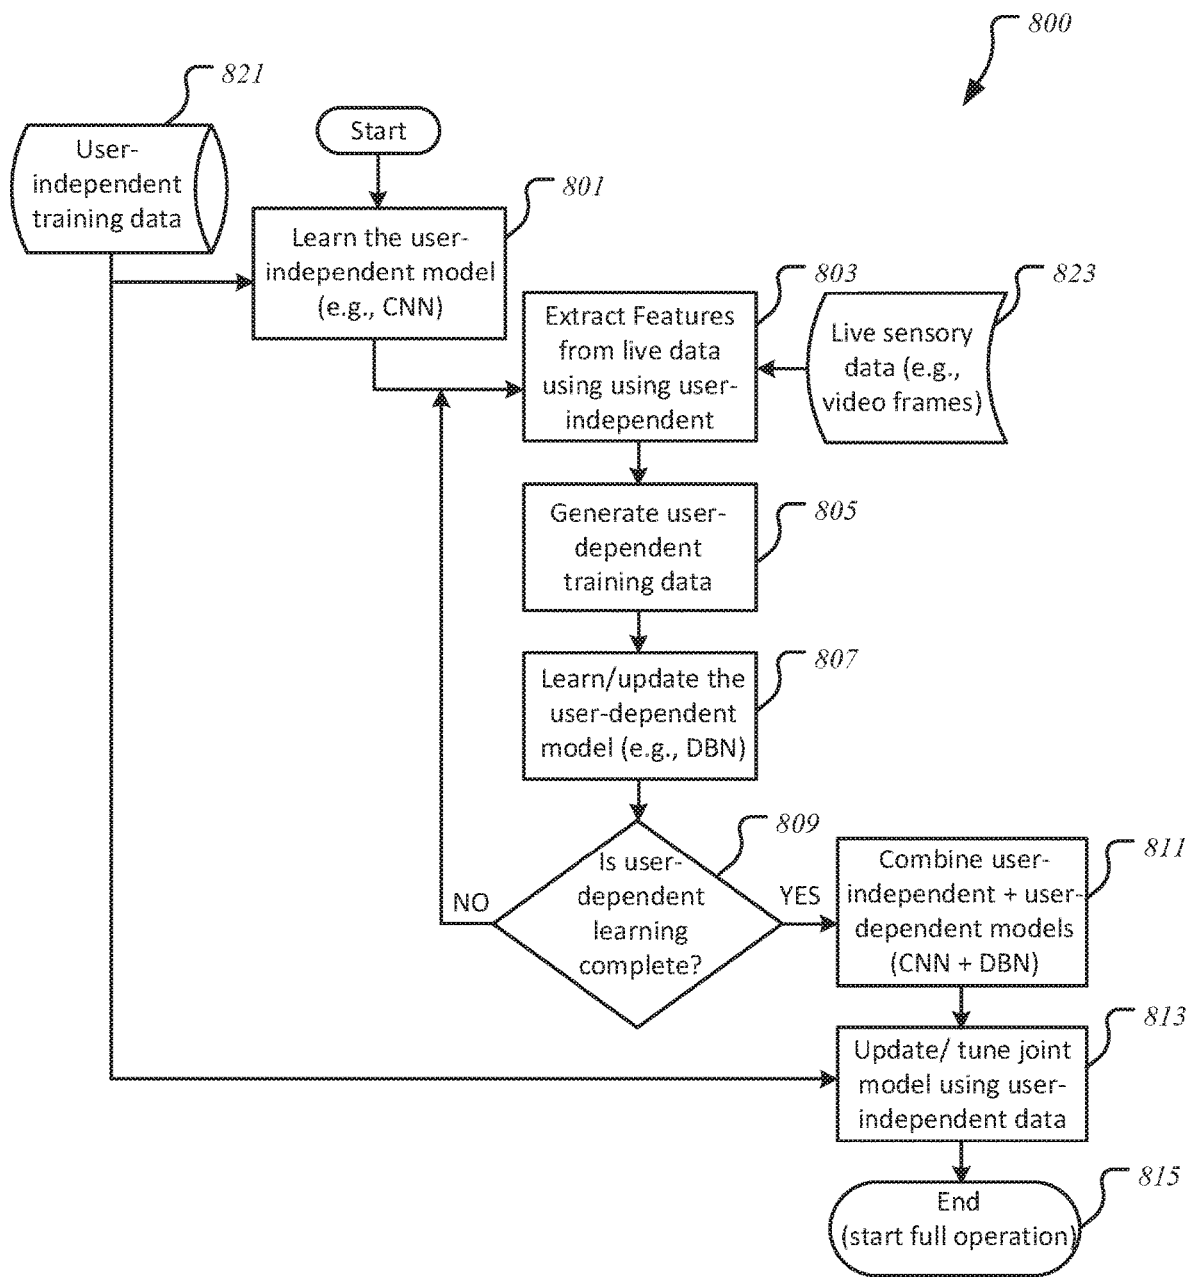 800
821
User-
independent
training data
Start
801
Learn the user-
independent model
(e.g., CNN)
803
Extract Features
from live data
using using user-
independent
823
Live sensory
data (e.g.,
video frames)
805
Generate user-
dependent
training data
807
Learn/update the
user-dependent
model (e.g., DBN)
809
Is user-
dependent
learning
complete?
NO
YES
811
Combine user-
independent + user-
dependent models
(CNN + DBN)
813
Update/ tune joint
model using user-
independent data
815
End
(start full operation)